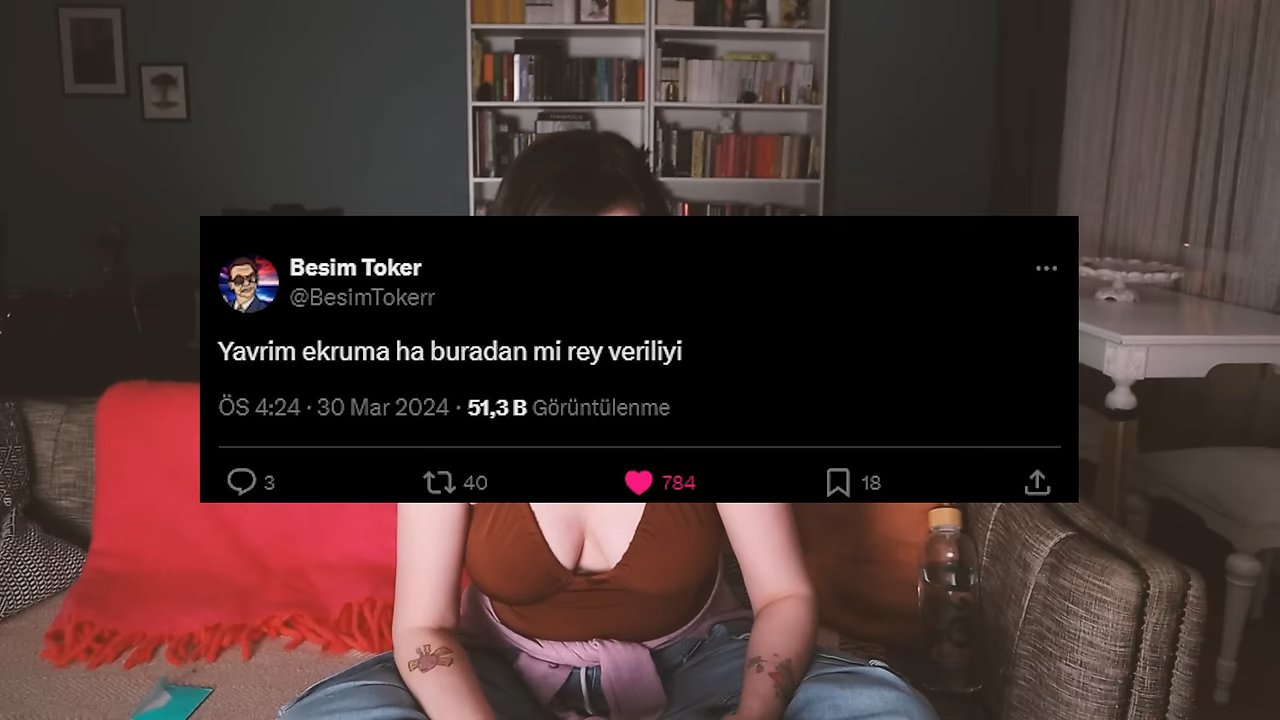 Besim Toker
@BesimTokerr
Yavrim ekruma ha buradan mi rey veriliyi
ÖS 4:24 · 30 Mar 2024 · 51,3 B Görüntülenme
3 40 784 18